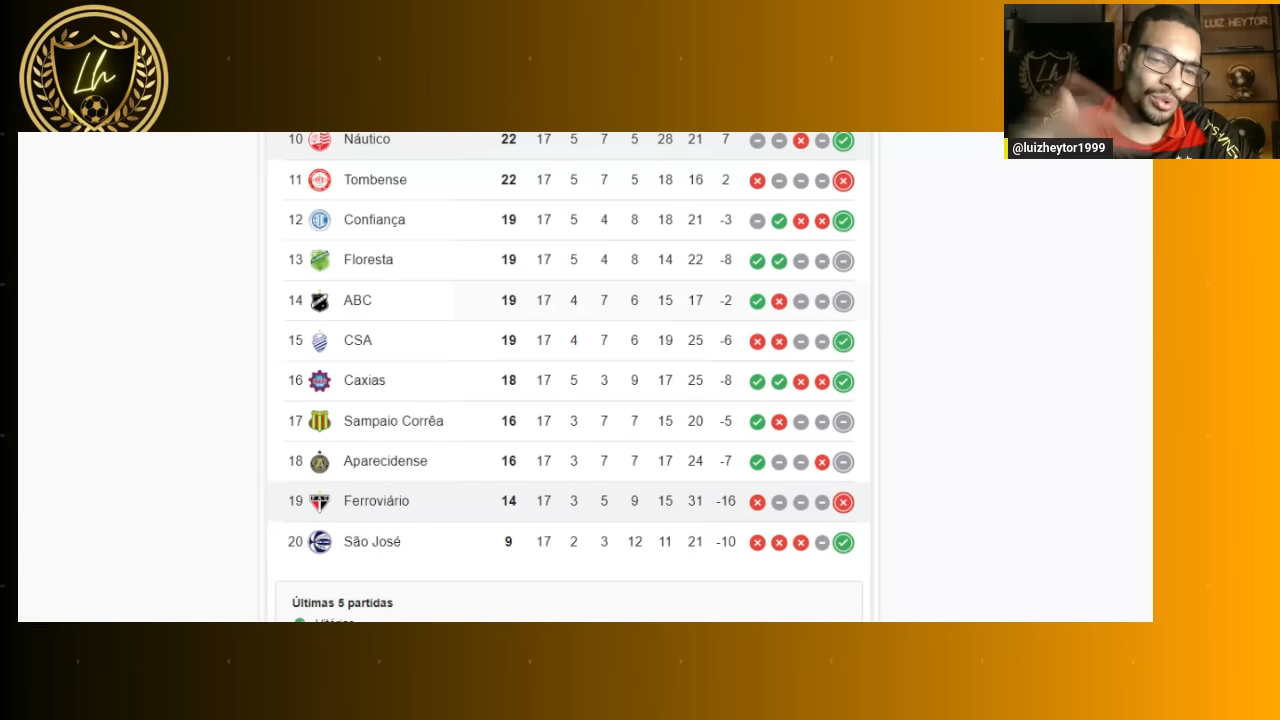 Lh
LUIZ HEYTOR
Lh
@luizheytor1999
10 Náutico 22 17 5 7 5 28 21 7
11 Tombense 22 17 5 7 5 18 16 2
12 Confiança 19 17 5 4 8 18 21 -3
13 Floresta 19 17 5 4 8 14 22 -8
14 ABC 19 17 4 7 6 15 17 -2
15 CSA 19 17 4 7 6 19 25 -6
16 Caxias 18 17 5 3 9 17 25 -8
17 Sampaio Corrêa 16 17 3 7 7 15 20 -5
18 Aparecidense 16 17 3 7 7 17 24 -7
19 Ferroviário 14 17 3 5 9 15 31 -16
20 São José 9 17 2 3 12 11 21 -10
Últimas 5 partidas